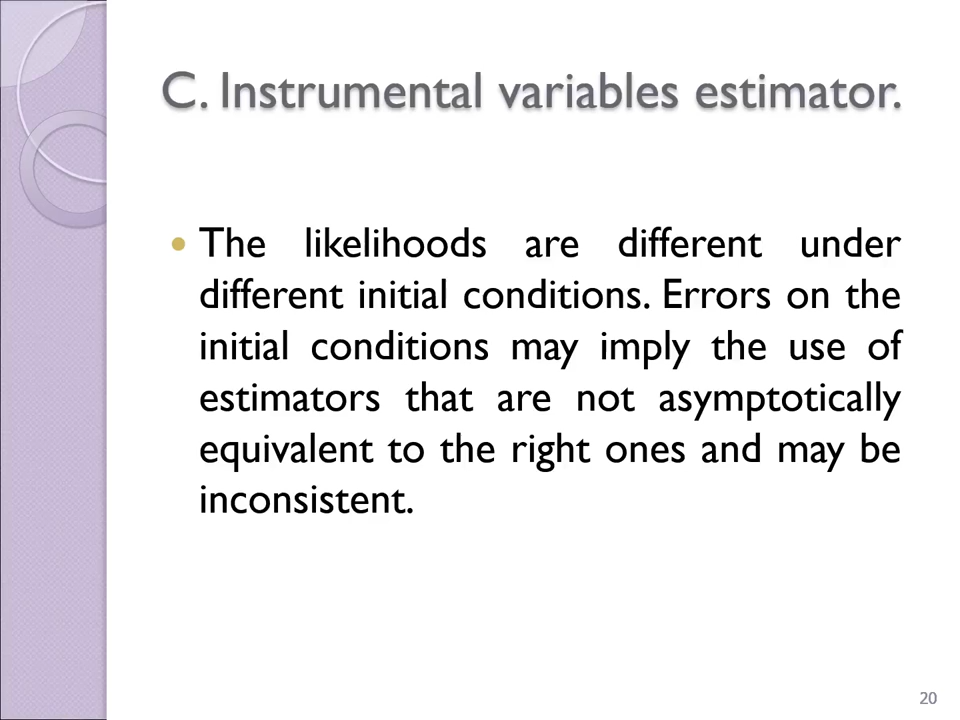 C. Instrumental variables estimator.
The likelihoods are different under
different initial conditions. Errors on the
initial conditions may imply the use of
estimators that are not asymptotically
equivalent to the right ones and may be
inconsistent.
20